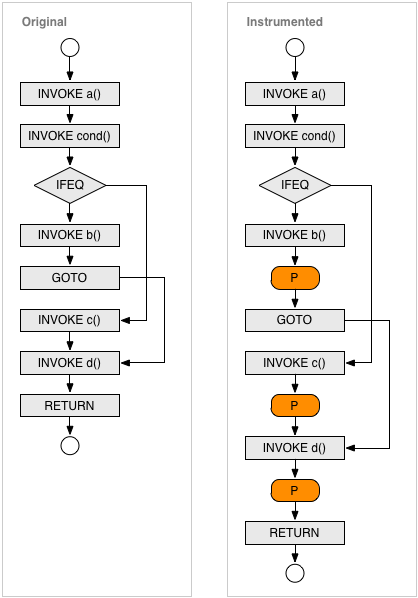 Original
INVOKE a()
INVOKE cond()
IFEQ
INVOKE b()
GOTO
INVOKE c()
INVOKE d()
RETURN
Instrumented
INVOKE a()
INVOKE cond()
IFEQ
INVOKE b()
P
GOTO
INVOKE c()
P
INVOKE d()
P
RETURN